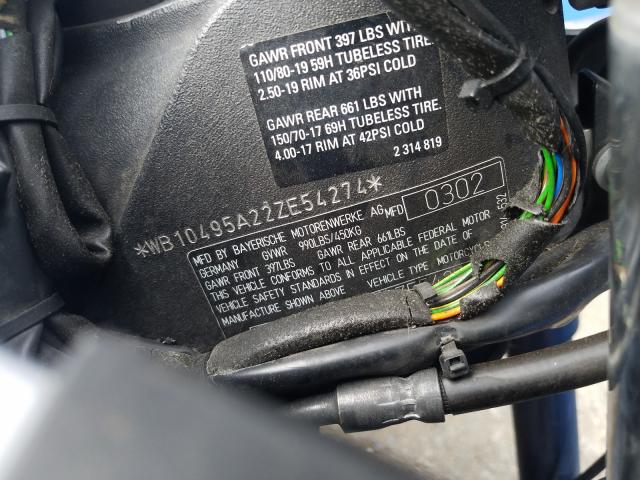 GAWR FRONT 397 LBS WITH
110/80-19 59H TUBELESS TIRE.
2.50-19 RIM AT 36PSI COLD
GAWR REAR 661 LBS WITH
150/70-17 69H TUBELESS TIRE.
4.00-17 RIM AT 42PSI COLD
2 314 819
*WB10495A22ZE54274*
MFD BY BAYERISCHE MOTORENWERKE AG MFD 0302
GERMANY GVWR 990LBS/450KG
GAWR FRONT 397LBS GAWR REAR 661LBS
THIS VEHICLE CONFORMS TO ALL APPLICABLE FEDERAL MOTOR
VEHICLE SAFETY STANDARDS IN EFFECT ON THE DATE OF
MANUFACTURE SHOWN ABOVE VEHICLE TYPE MOTORCYCLE